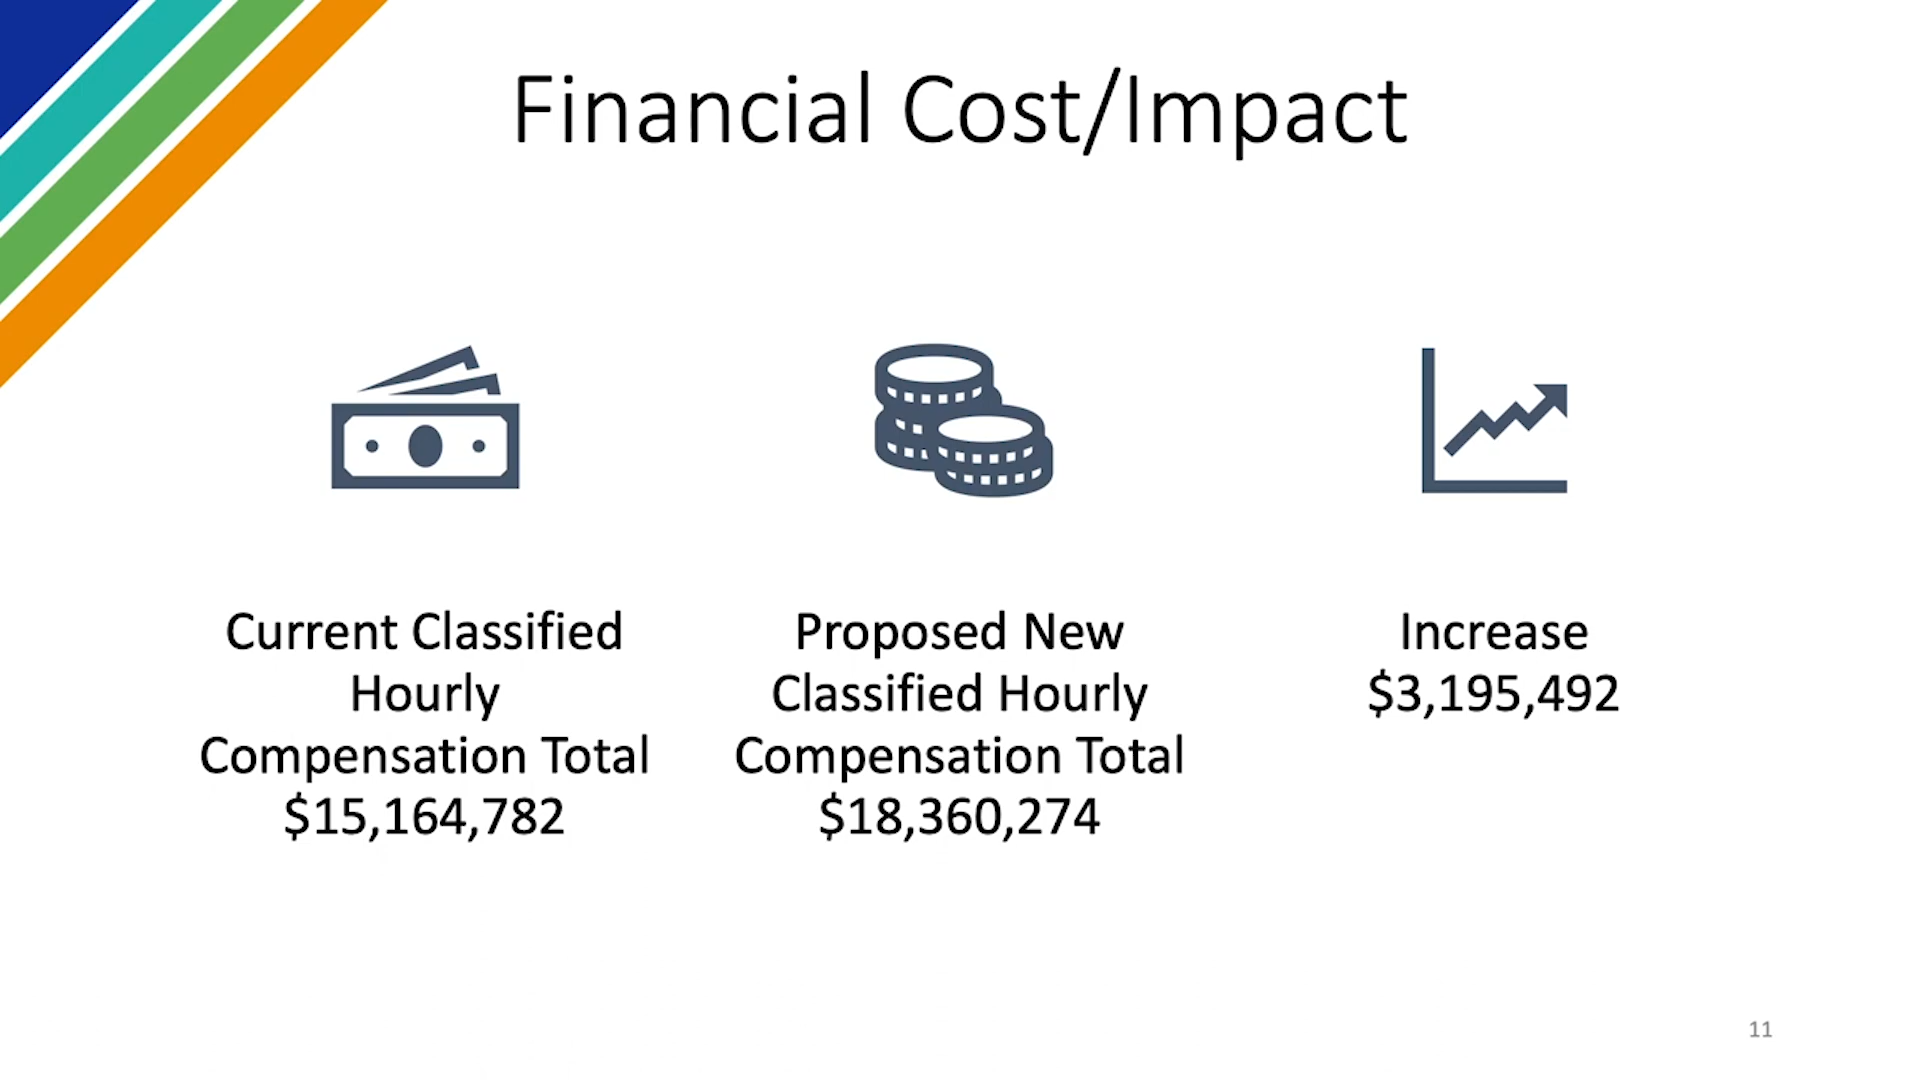 Financial Cost/Impact
Current Classified
Hourly
Compensation Total
$15,164,782
Proposed New
Classified Hourly
Compensation Total
$18,360,274
Increase
$3,195,492
11